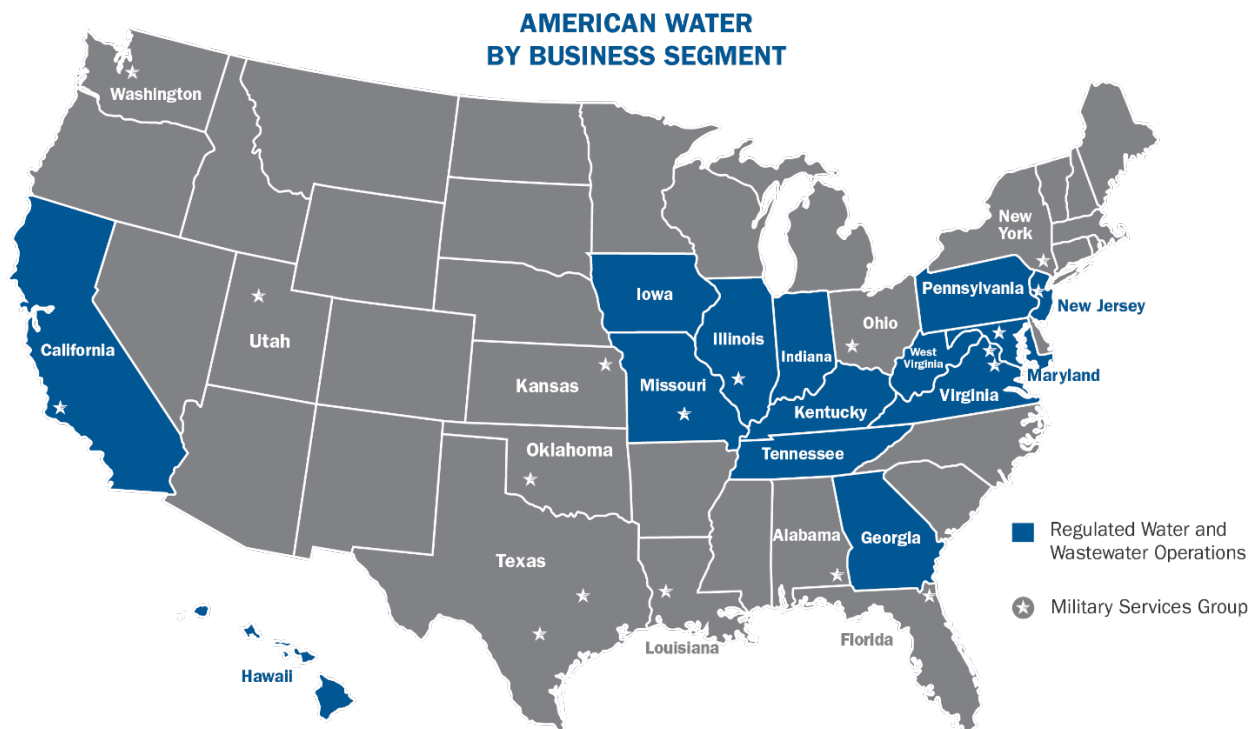 AMERICAN WATER
BY BUSINESS SEGMENT
Washington
New
York
Iowa
Pennsylvania
New Jersey
Ohio
Illinois
Utah
California
Indiana
West
Virginia
Maryland
Kansas
Missouri
Virginia
Kentucky
Oklahoma
Tennessee
Alabama
Georgia
Regulated Water and
Wastewater Operations
Texas
Military Services Group
Florida
Louisiana
Hawaii